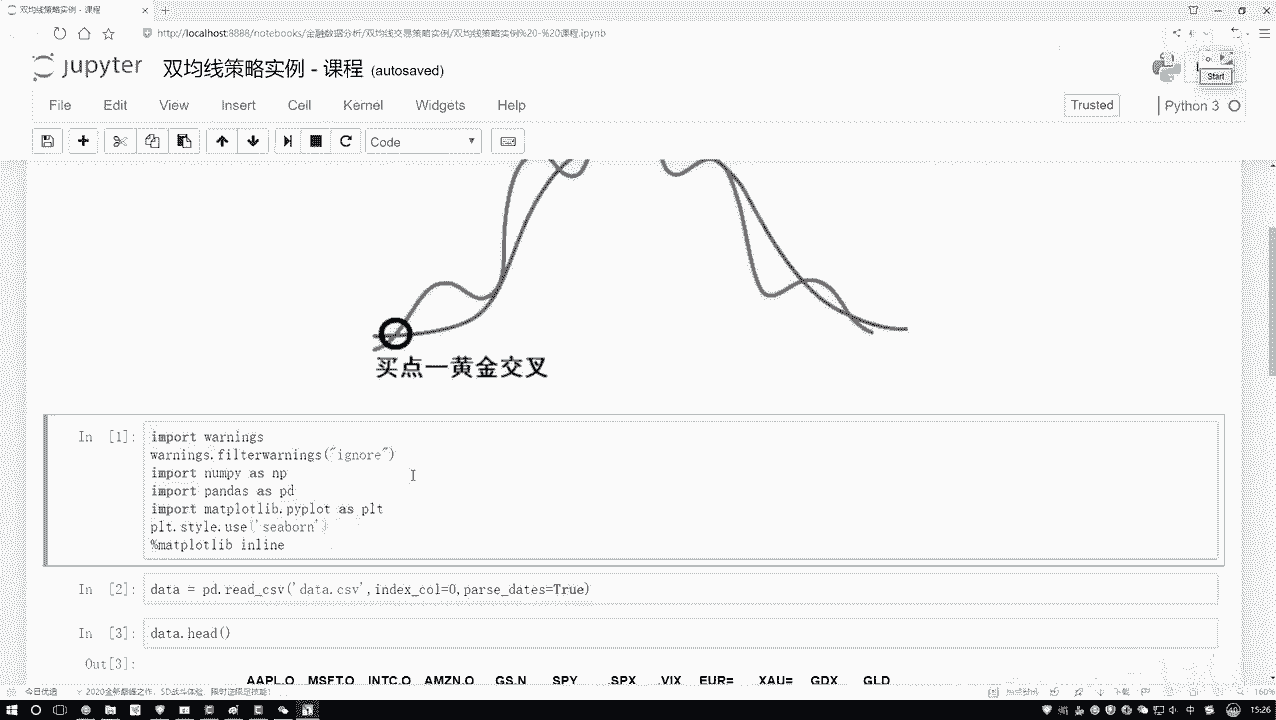 双均线策略实例 - 课程
http://localhost:8888/notebooks/金融数据分析/双均线交易策略实例/双均线策略实例%20-%20课程.ipynb
jupyter 双均线策略实例 - 课程 (autosaved)
Start
File Edit View Insert Cell Kernel Widgets Help
Trusted Python 3
Code
买点一黄金交叉
In [1]: import warnings
warnings.filterwarnings("ignore")
import numpy as np
import pandas as pd
import matplotlib.pyplot as plt
plt.style.use('seaborn')
%matplotlib inline
In [2]: data = pd.read_csv('data.csv',index_col=0,parse_dates=True)
In [3]: data.head()
Out[3]:
AAPL.O MSFT.O INTC.O AMZN.O GS.N SPY .SPX .VIX EUR= XAU= GDX GLD
今日优选
160%
15:26